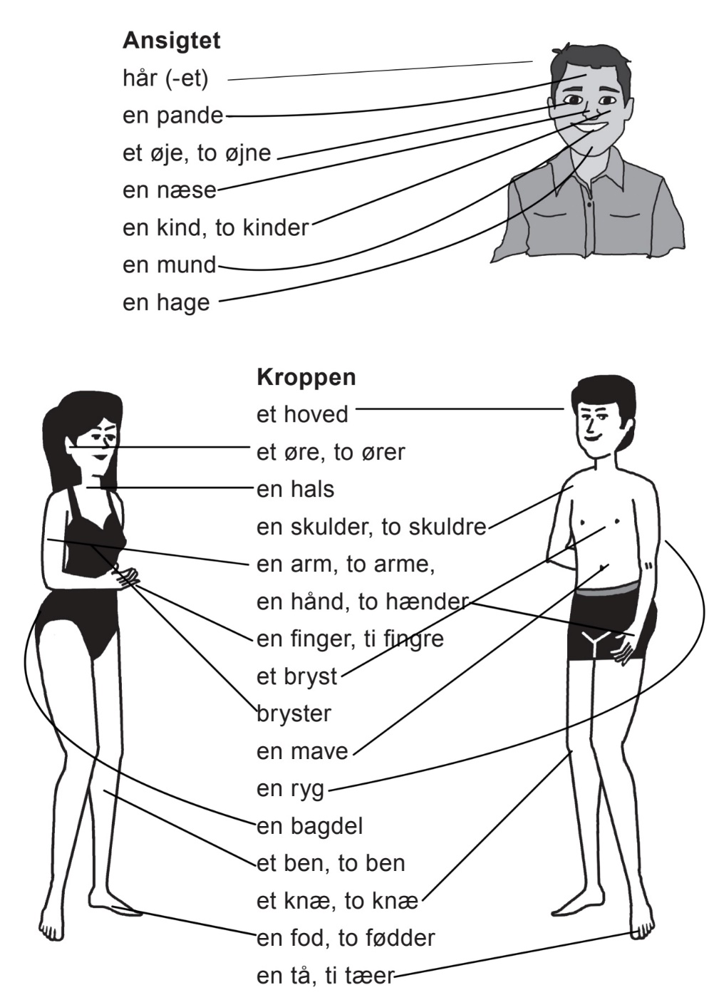 Ansigtet
hår (-et)
en pande
et øje, to øjne
en næse
en kind, to kinder
en mund
en hage
Kroppen
et hoved
et øre, to ører
en hals
en skulder, to skuldre
en arm, to arme,
en hånd, to hænder
en finger, ti fingre
et bryst
bryster
en mave
en ryg
en bagdel
et ben, to ben
et knæ, to knæ
en fod, to fødder
en tå, ti tæer